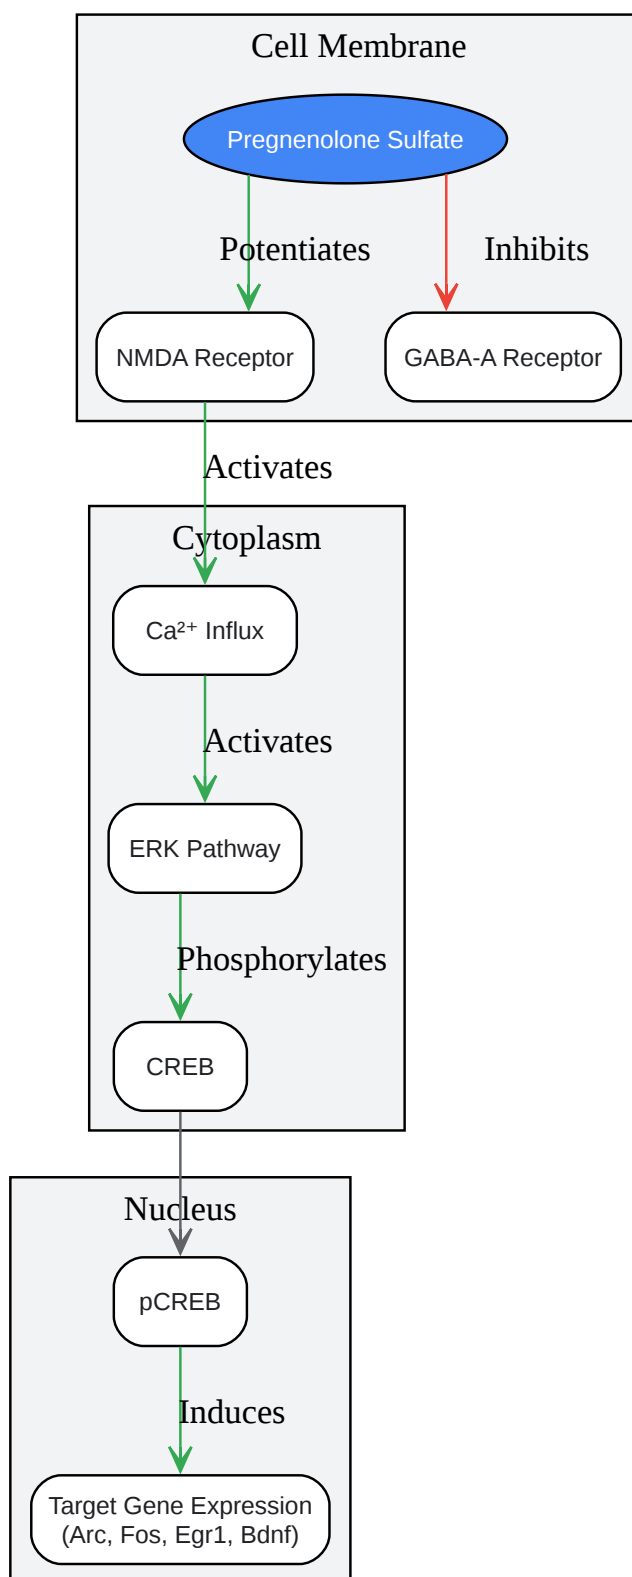 Cell Membrane
Pregnenolone Sulfate
Potentiates
Inhibits
NMDA Receptor
GABA-A Receptor
Activates
Cytoplasm
Ca²⁺ Influx
Activates
ERK Pathway
Phosphorylates
CREB
Nucleus
pCREB
Induces
Target Gene Expression
(Arc, Fos, Egr1, Bdnf)